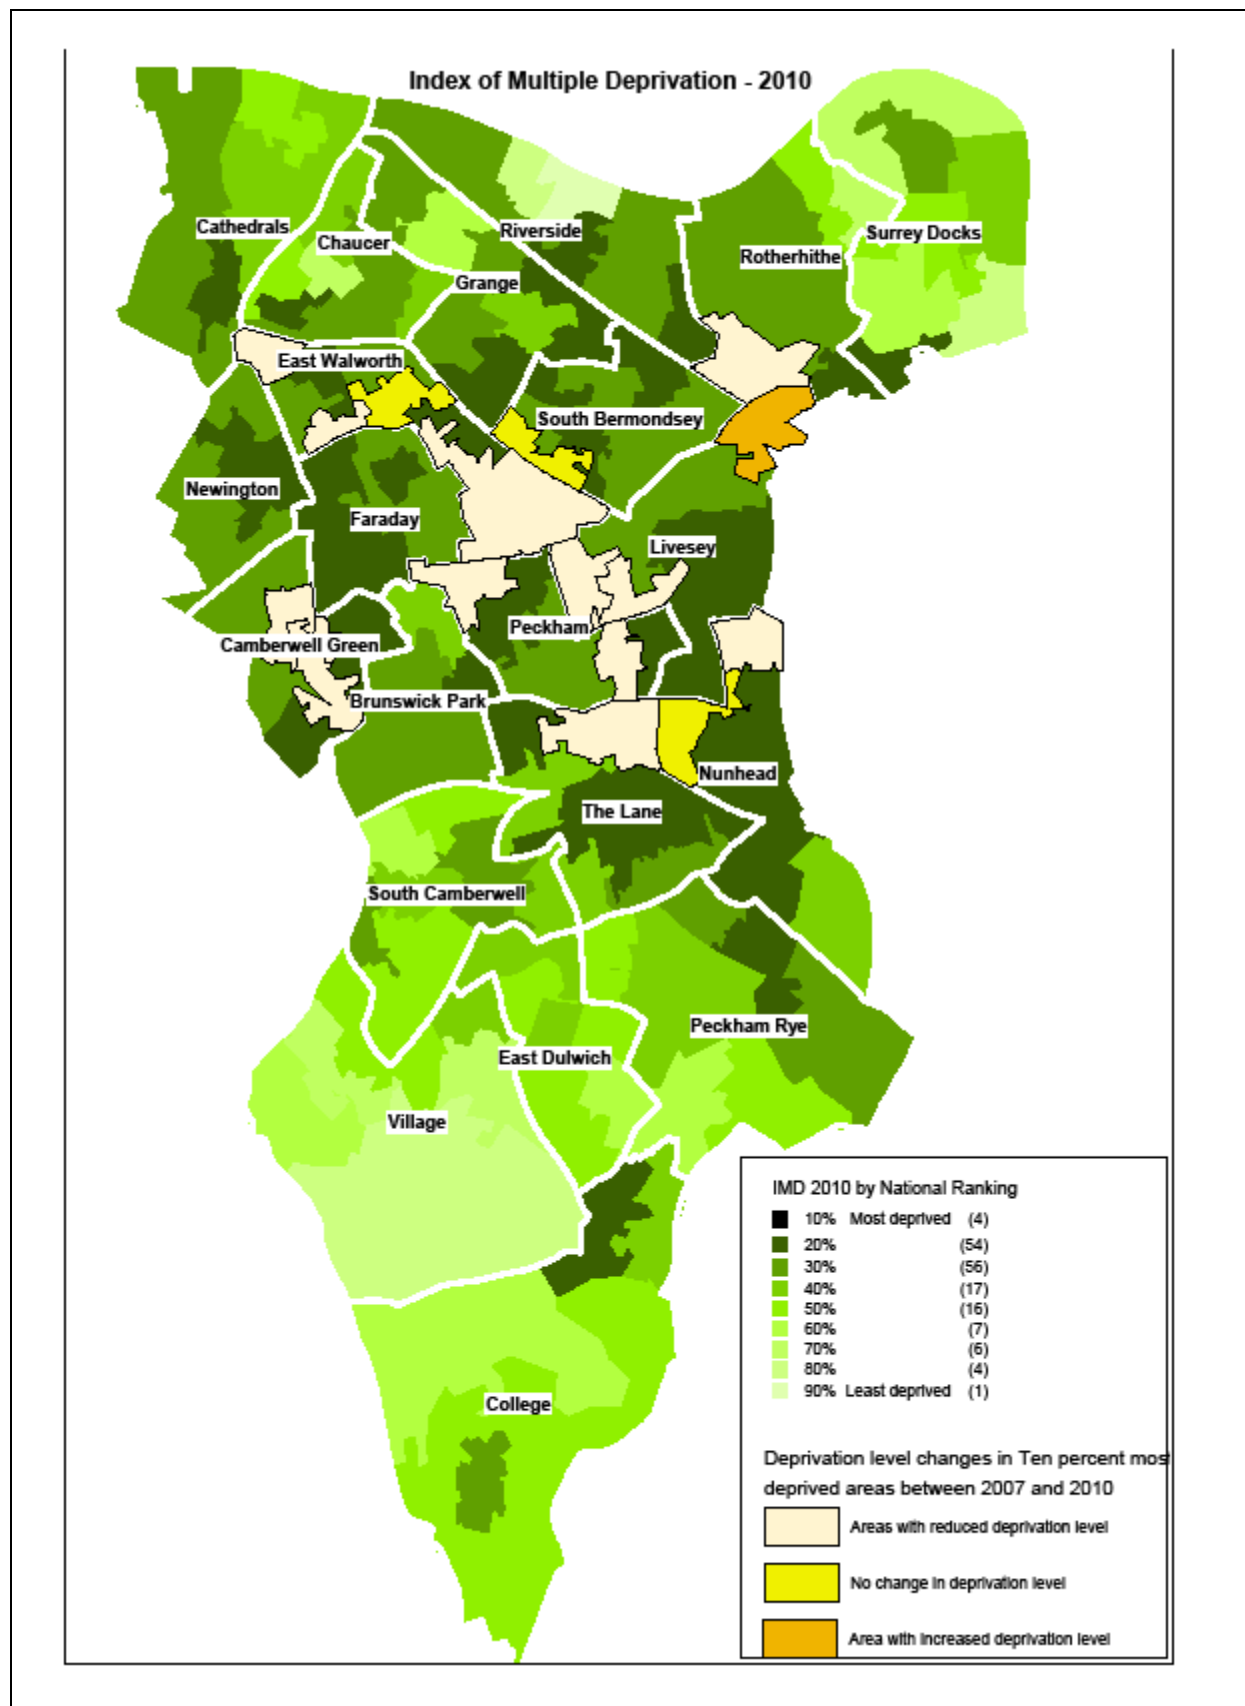 Index of Multiple Deprivation - 2010
Cathedrals
Chaucer
Riverside
Surrey Docks
Rotherhithe
Grange
East Walworth
South Bermondsey
Newington
Faraday
Livesey
Peckham
Camberwell Green
Brunswick Park
Nunhead
The Lane
South Camberwell
Peckham Rye
East Dulwich
Village
College
IMD 2010 by National Ranking
10% Most deprived (4)
20% (54)
30% (56)
40% (17)
50% (16)
60% (7)
70% (6)
80% (4)
90% Least deprived (1)
Deprivation level changes in Ten percent most
deprived areas between 2007 and 2010
Areas with reduced deprivation level
No change in deprivation level
Area with increased deprivation level